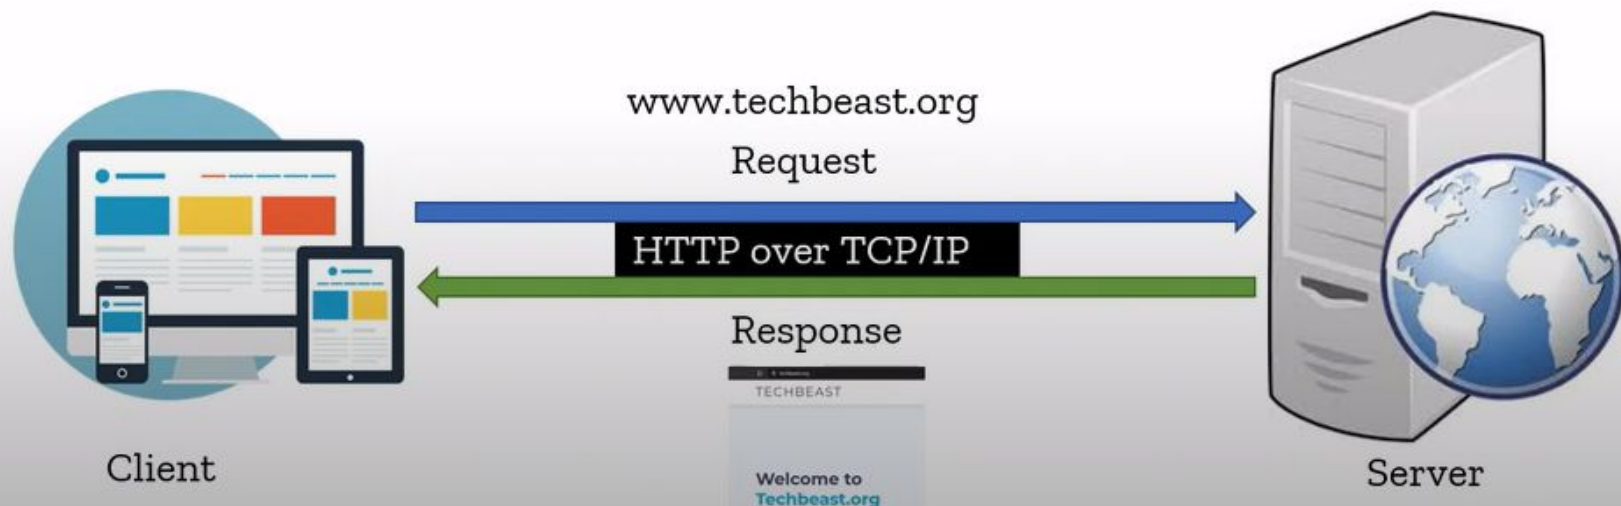 www.techbeast.org
Request
HTTP over TCP/IP
Response
TECHBEAST
Client
Welcome to
Techbeast.org
Server